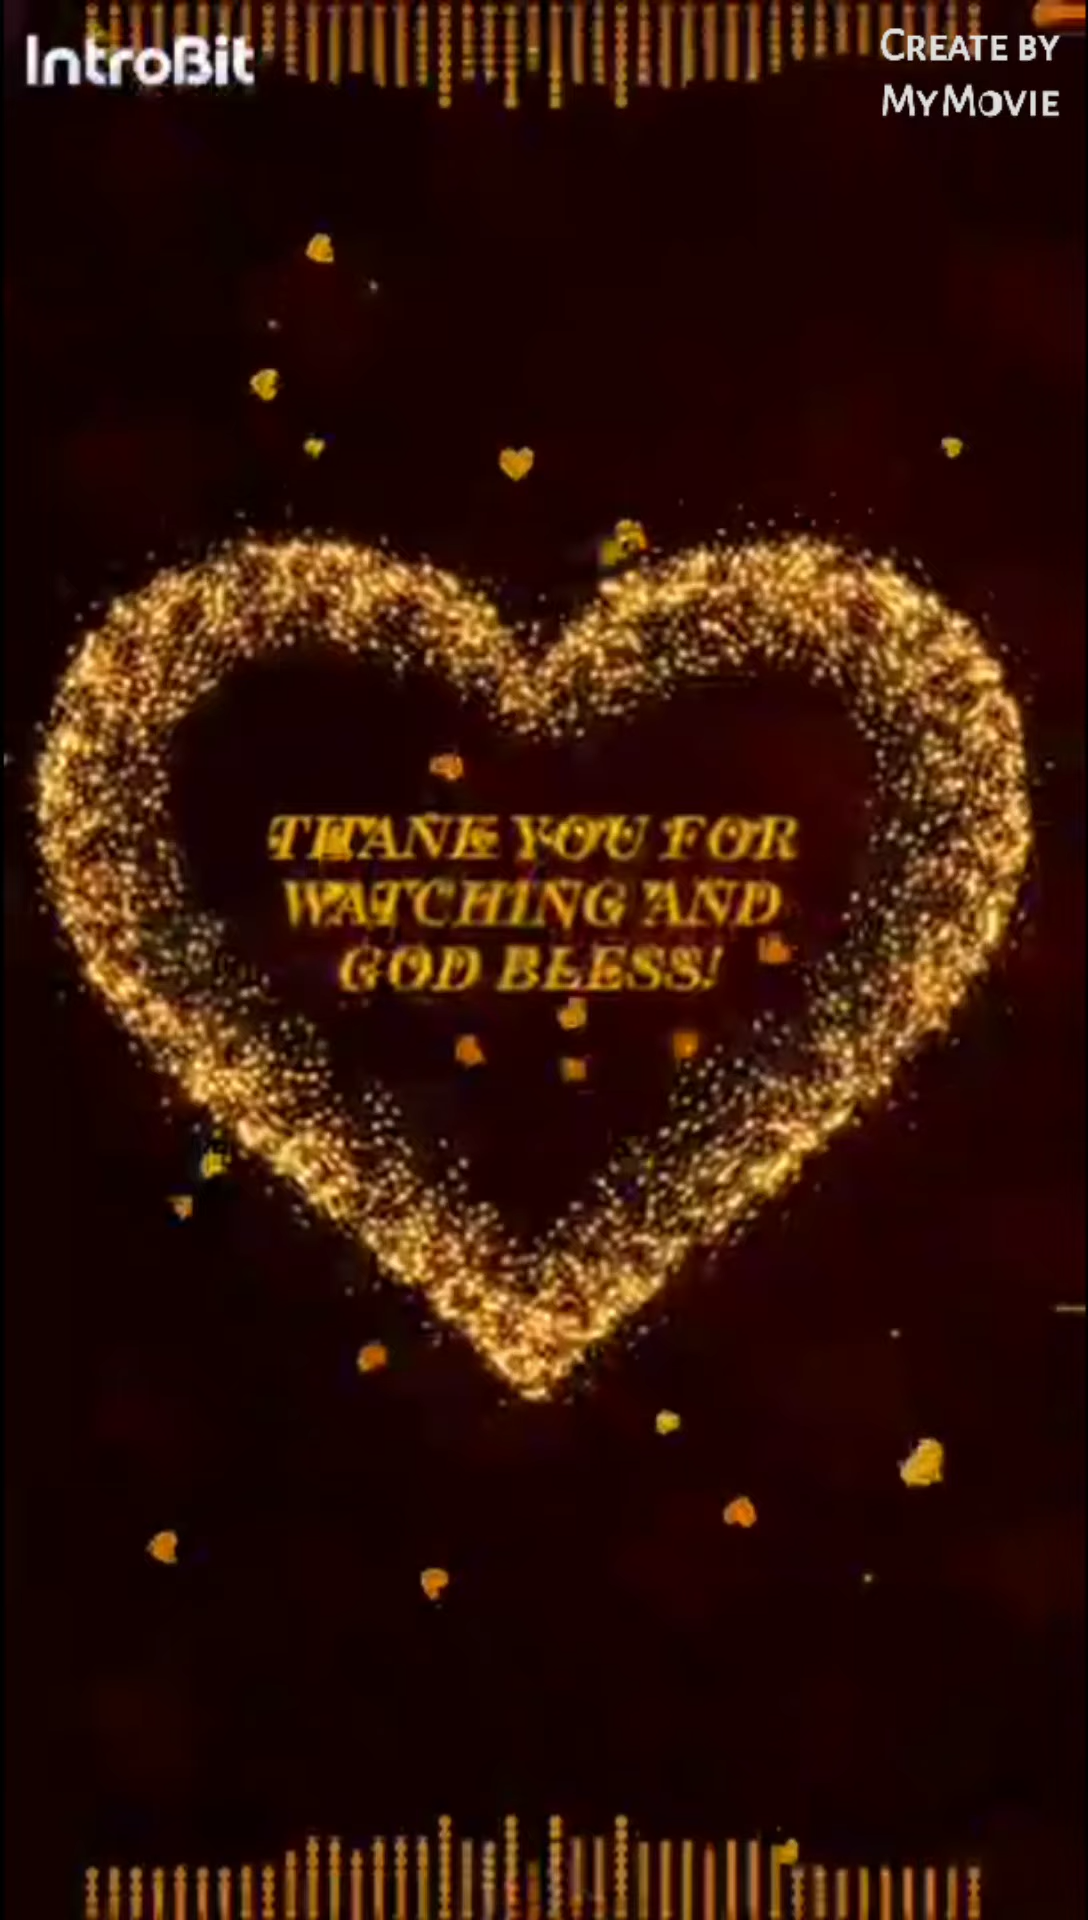 IntroBit
CREATE BY
MYMOVIE
THANK YOU FOR
WATCHING AND
GOD BLESS!